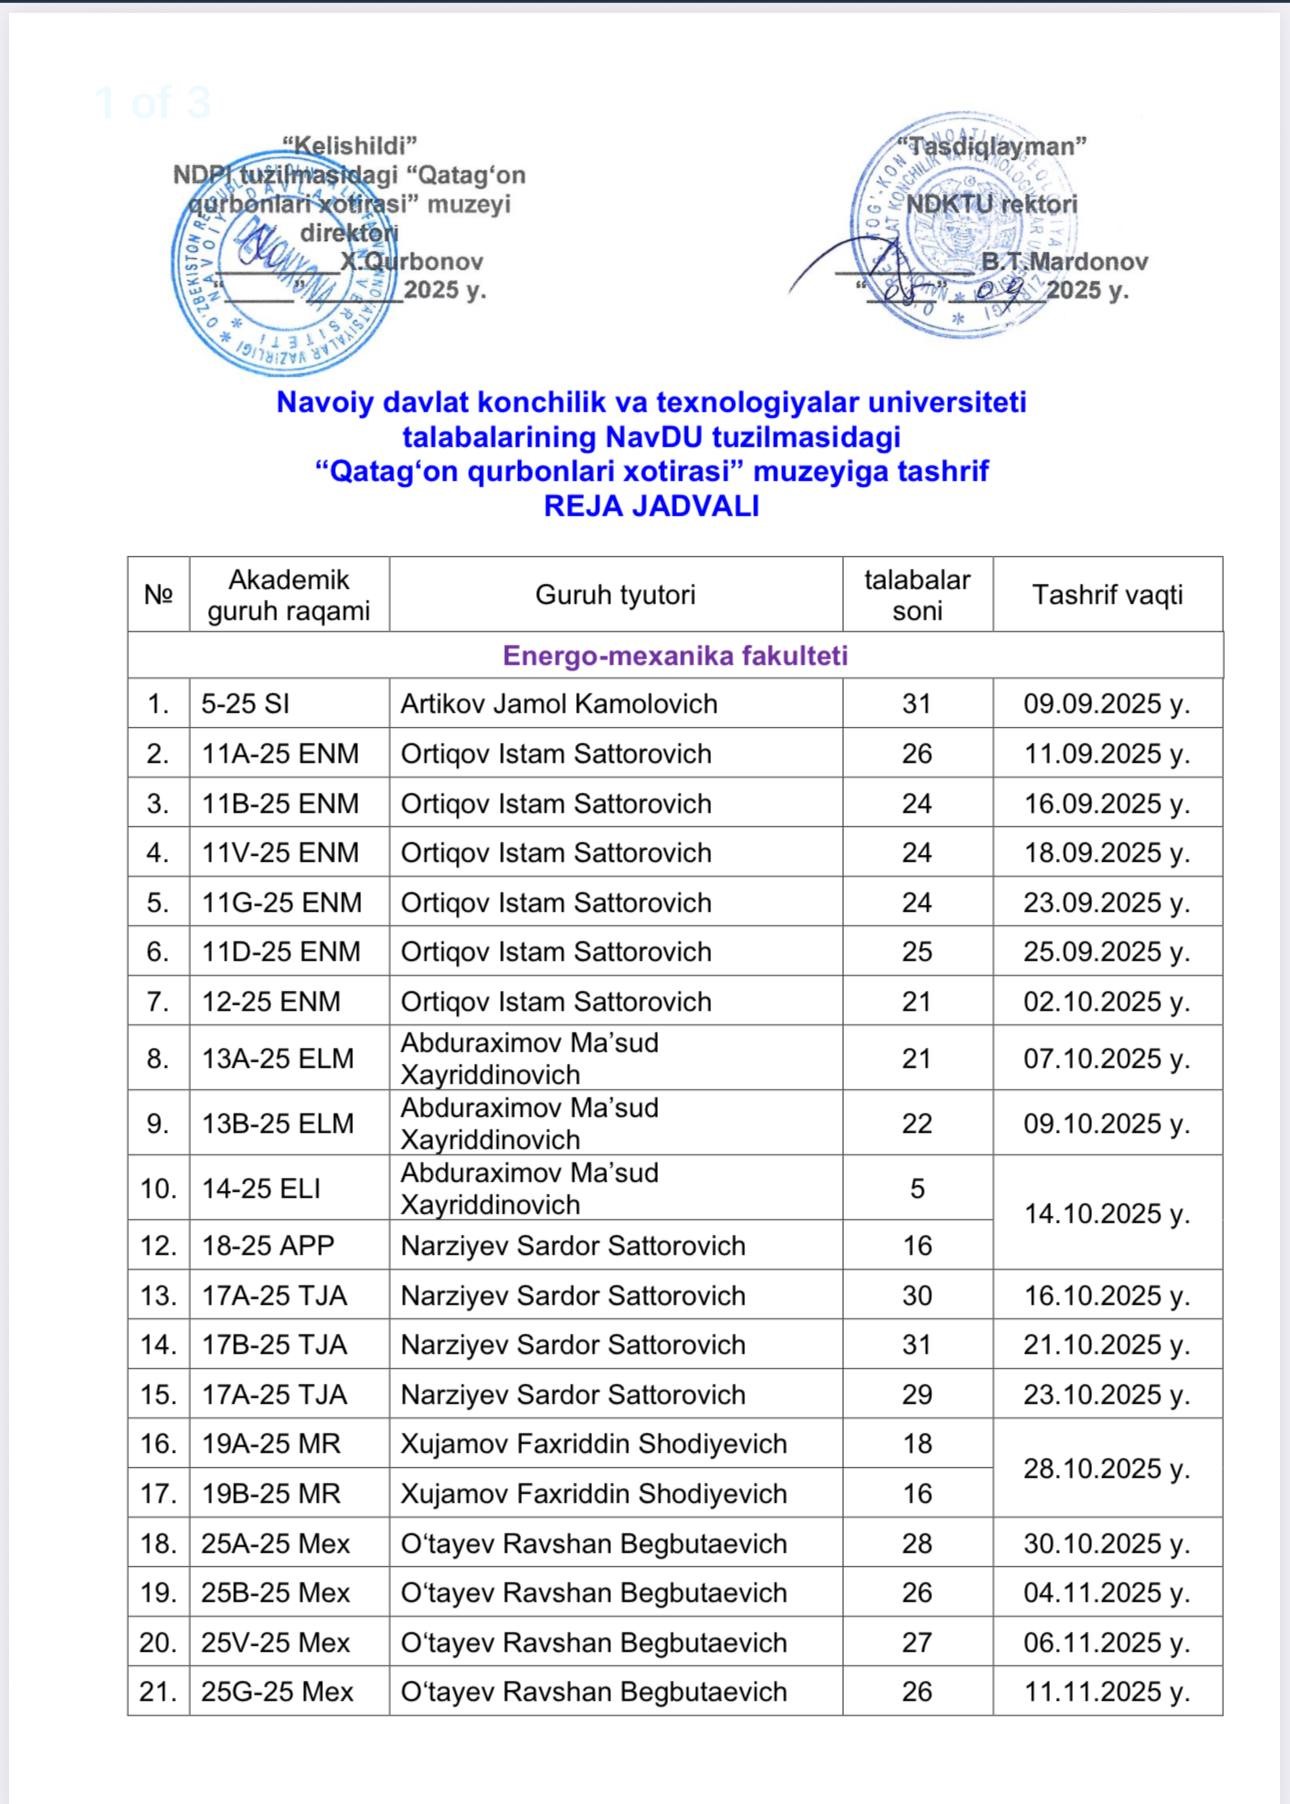 1 of 3
“Kelishildi”
NDPI tuzilmasidagi “Qatag‘on
qurbonlari xotirasi” muzeyi
direktori
X.Qurbonov
“______”________2025 y.
“Tasdiqlayman”
NDKTU rektori
B.T.Mardonov
“05” 09 2025 y.
Navoiy davlat konchilik va texnologiyalar universiteti
talabalarining NavDU tuzilmasidagi
“Qatag‘on qurbonlari xotirasi” muzeyiga tashrif
REJA JADVALI
№ Akademik guruh raqami Guruh tyutori talabalar soni Tashrif vaqti
Energo-mexanika fakulteti
1. 5-25 SI Artikov Jamol Kamolovich 31 09.09.2025 y.
2. 11A-25 ENM Ortiqov Istam Sattorovich 26 11.09.2025 y.
3. 11B-25 ENM Ortiqov Istam Sattorovich 24 16.09.2025 y.
4. 11V-25 ENM Ortiqov Istam Sattorovich 24 18.09.2025 y.
5. 11G-25 ENM Ortiqov Istam Sattorovich 24 23.09.2025 y.
6. 11D-25 ENM Ortiqov Istam Sattorovich 25 25.09.2025 y.
7. 12-25 ENM Ortiqov Istam Sattorovich 21 02.10.2025 y.
8. 13A-25 ELM Abduraximov Ma’sud Xayriddinovich 21 07.10.2025 y.
9. 13B-25 ELM Abduraximov Ma’sud Xayriddinovich 22 09.10.2025 y.
10. 14-25 ELI Abduraximov Ma’sud Xayriddinovich 5 14.10.2025 y.
12. 18-25 APP Narziyev Sardor Sattorovich 16
13. 17A-25 TJA Narziyev Sardor Sattorovich 30 16.10.2025 y.
14. 17B-25 TJA Narziyev Sardor Sattorovich 31 21.10.2025 y.
15. 17A-25 TJA Narziyev Sardor Sattorovich 29 23.10.2025 y.
16. 19A-25 MR Xujamov Faxriddin Shodiyevich 18 28.10.2025 y.
17. 19B-25 MR Xujamov Faxriddin Shodiyevich 16
18. 25A-25 Mex O‘tayev Ravshan Begbutaevich 28 30.10.2025 y.
19. 25B-25 Mex O‘tayev Ravshan Begbutaevich 26 04.11.2025 y.
20. 25V-25 Mex O‘tayev Ravshan Begbutaevich 27 06.11.2025 y.
21. 25G-25 Mex O‘tayev Ravshan Begbutaevich 26 11.11.2025 y.